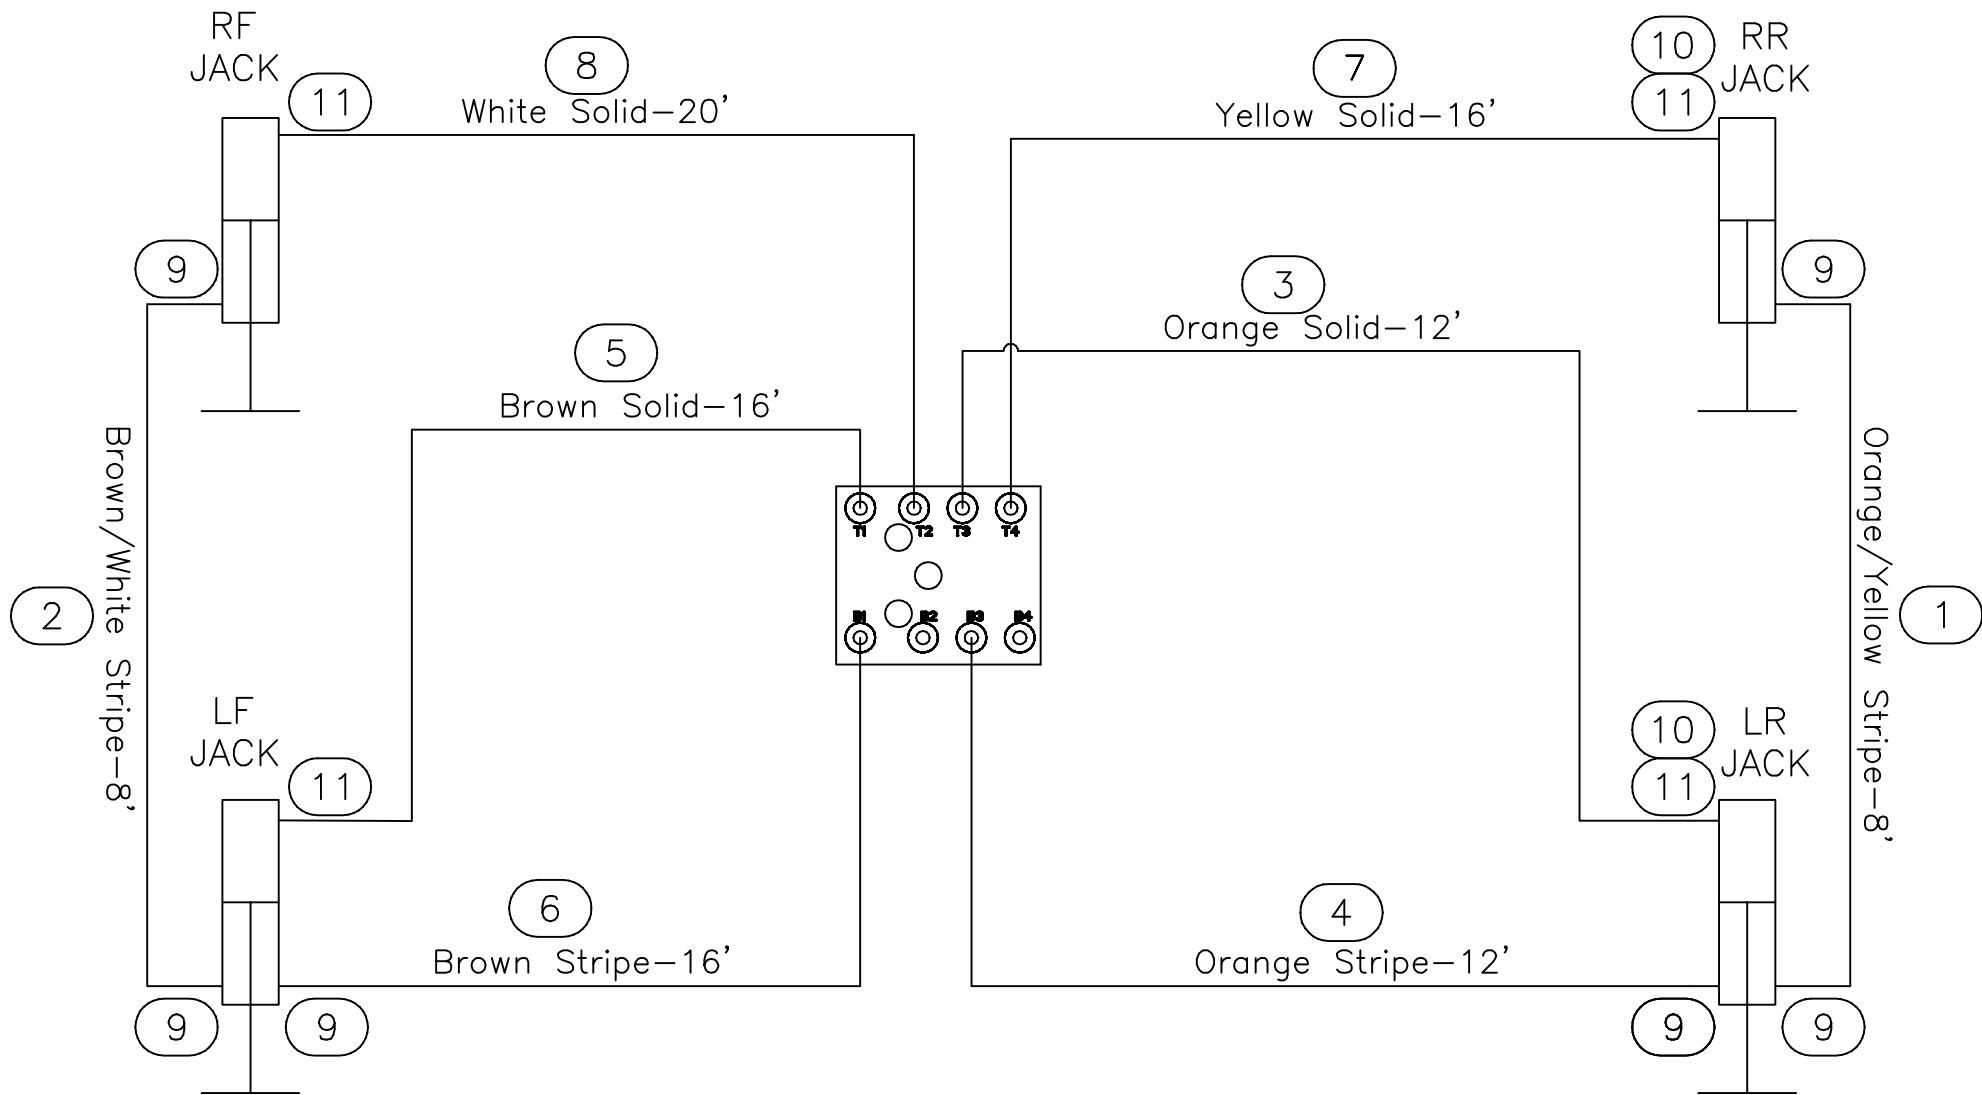 RF
JACK
11
8
White Solid-20'
7
Yellow Solid-16'
10
11
RR
JACK
9
9
3
Orange Solid-12'
5
Brown Solid-16'
T1 T2 T3 T4
B1 B2 B3 B4
2
Brown/White Stripe-8'
Orange/Yellow Stripe-8'
1
LF
JACK
11
10
11
LR
JACK
6
Brown Stripe-16'
4
Orange Stripe-12'
9
9
9
9